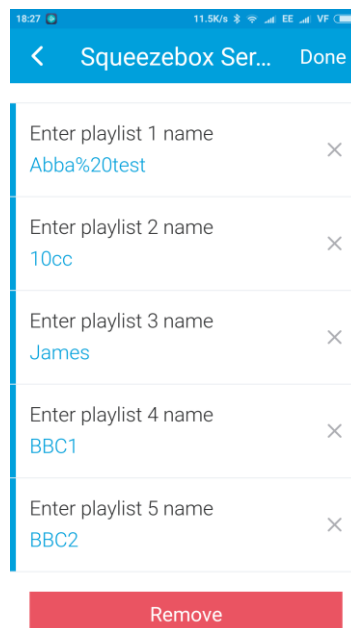 18:27 11.5K/s EE VF
Squeezebox Ser... Done
Enter playlist 1 name
Abba%20test
Enter playlist 2 name
10cc
Enter playlist 3 name
James
Enter playlist 4 name
BBC1
Enter playlist 5 name
BBC2
Remove